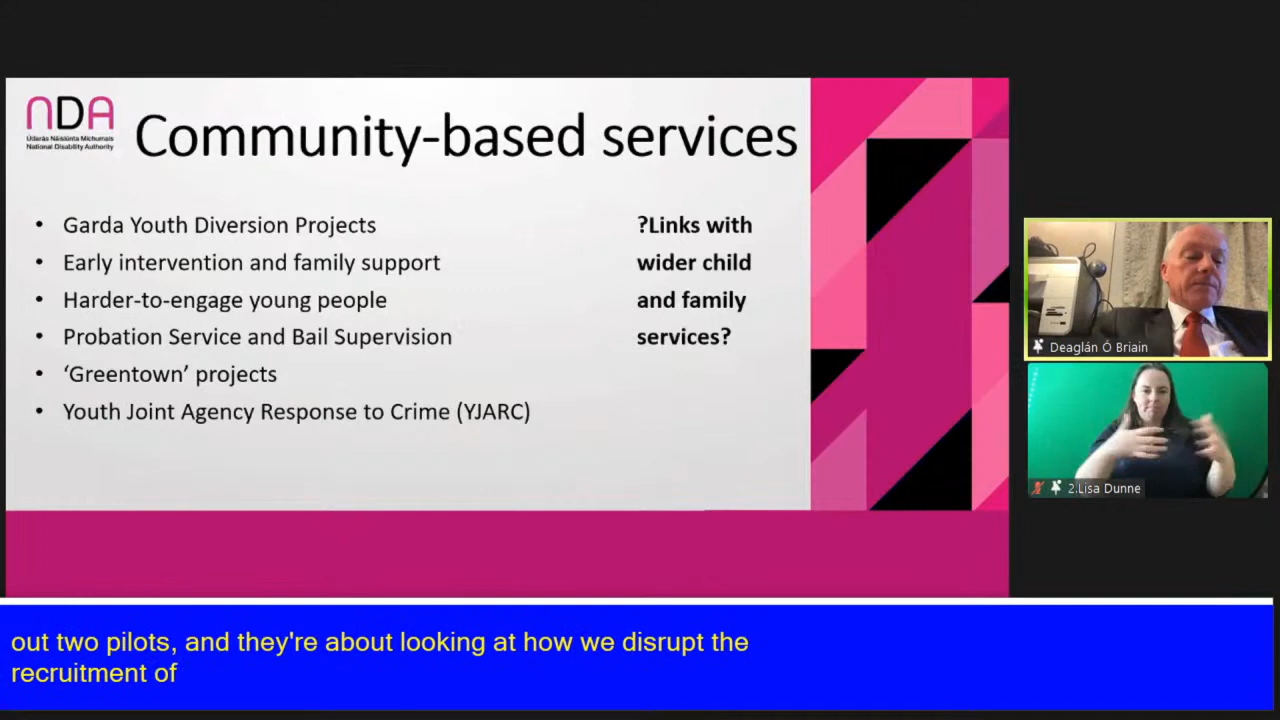 nDA
Údarás Náisiúnta Míchumais
National Disability Authority
Community-based services
• Garda Youth Diversion Projects
• Early intervention and family support
• Harder-to-engage young people
• Probation Service and Bail Supervision
• ‘Greentown’ projects
• Youth Joint Agency Response to Crime (YJARC)
?Links with
wider child
and family
services?
Deaglán Ó Briain
2.Lisa Dunne
out two pilots, and they're about looking at how we disrupt the
recruitment of